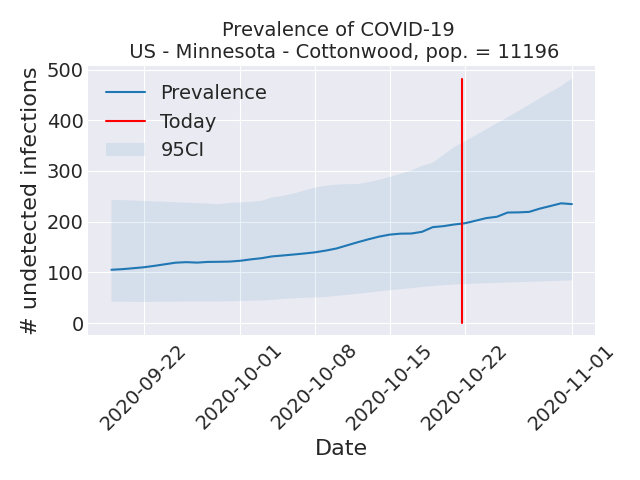 Prevalence of COVID-19
US - Minnesota - Cottonwood, pop. = 11196
# undetected infections
500
400
300
200
100
0
Prevalence
Today
95CI
2020-09-22
2020-10-01
2020-10-08
2020-10-15
2020-10-22
2020-11-01
Date